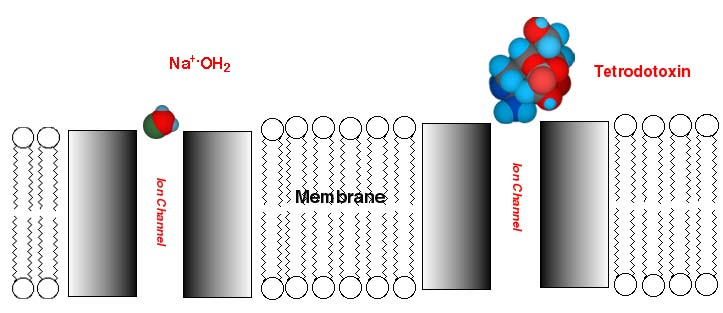 Na⁺·OH₂
Tetrodotoxin
Ion Channel
Membrane
Ion Channel